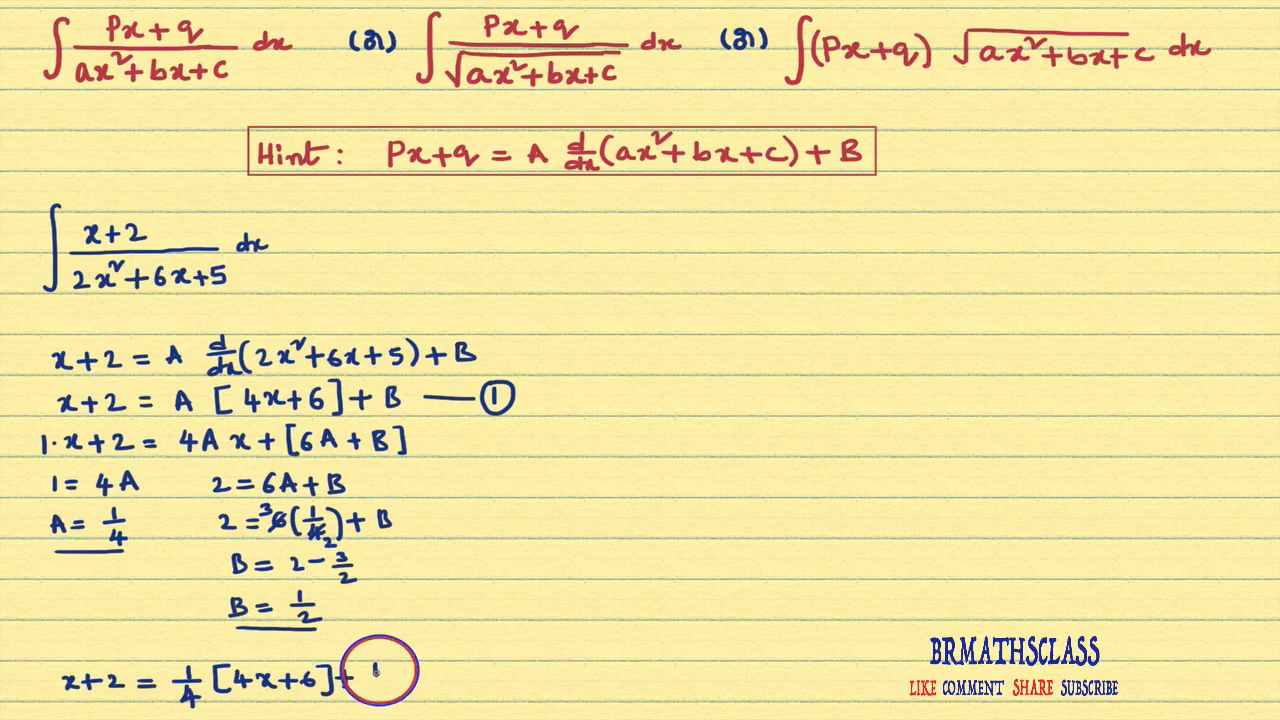 ∫ Px+q / ax²+bx+c dx (ത) ∫ Px+q / √ax²+bx+c dx (ത) ∫(Px+q) √ax²+bx+c dx
Hint: Px+q = A d/dx(ax²+bx+c)+B
∫ x+2 / 2x²+6x+5 dx
x+2 = A d/dx(2x²+6x+5)+B
x+2 = A [4x+6]+B —— ①
1·x+2 = 4A x+[6A+B]
1 = 4A 2 = 6A+B
A = 1/4 2 = 3 6(1/4 2)+B
B = 2 - 3/2
B = 1/2
x+2 = 1/4 [4x+6]+
BRMATHSCLASS
LIKE COMMENT SHARE SUBSCRIBE